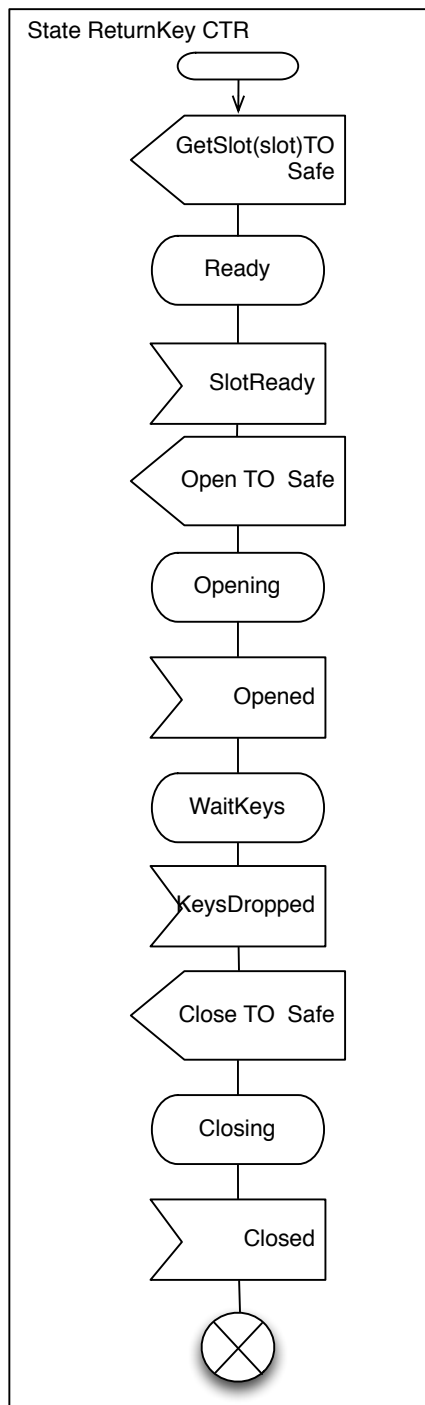 State ReturnKey CTR
GetSlot(slot)TO
Safe
Ready
SlotReady
Open TO  Safe
Opening
Opened
WaitKeys
KeysDropped
Close TO  Safe
Closing
Closed